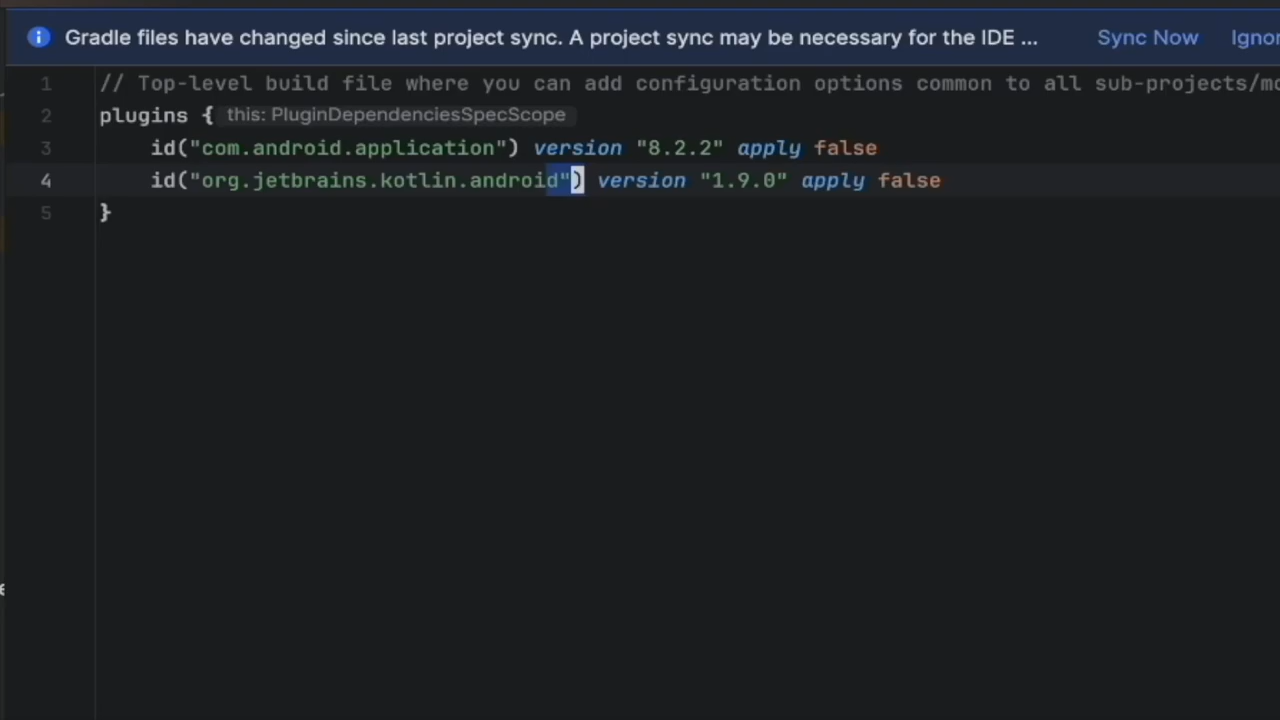 Gradle files have changed since last project sync. A project sync may be necessary for the IDE ... Sync Now
1 // Top-level build file where you can add configuration options common to all
2 plugins { this: PluginDependenciesSpecScope
3 id("com.android.application") version "8.2.2" apply false
4 id("org.jetbrains.kotlin.android") version "1.9.0" apply false
5 }